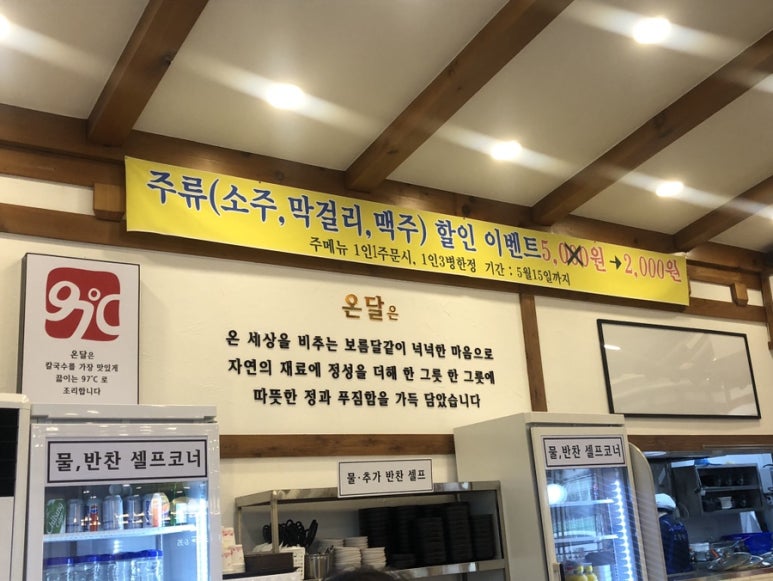 주류(소주,막걸리,맥주) 할인 이벤트5,000원→2,000원
주메뉴 1인1주문시, 1인3병한정 기간 : 5월15일까지
97℃
온달은
칼국수를 가장 맛있게
끓이는 97℃ 로
조리합니다
온달은
온 세상을 비추는 보름달같이 넉넉한 마음으로
자연의 재료에 정성을 더해 한 그릇 한 그릇에
따뜻한 정과 푸짐함을 가득 담았습니다
물,반찬 셀프코너
물·추가 반찬 셀프
물,반찬 셀프코너